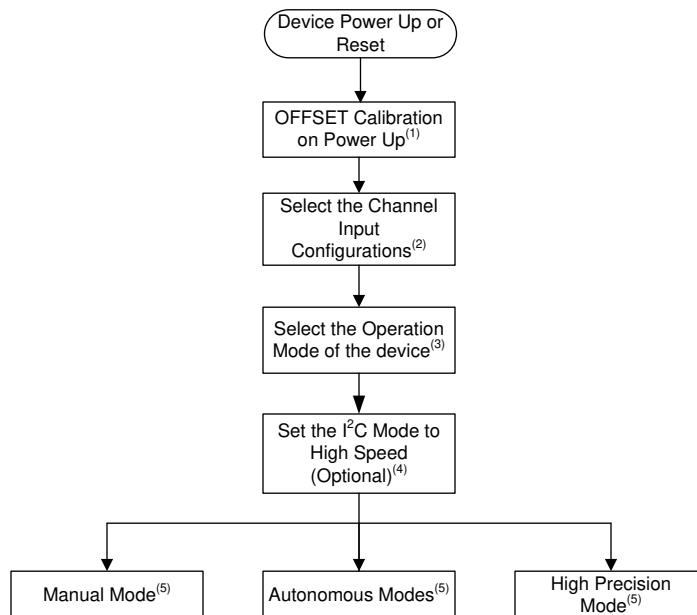 Device Power Up or
Reset
OFFSET Calibration
on Power Up(1)
Select the Channel
Input
Configurations(2)
Select the Operation
Mode of the device(3)
Set the I²C Mode to
High Speed
(Optional)(4)
Manual Mode(5)
Autonomous Modes(5)
High Precision
Mode(5)